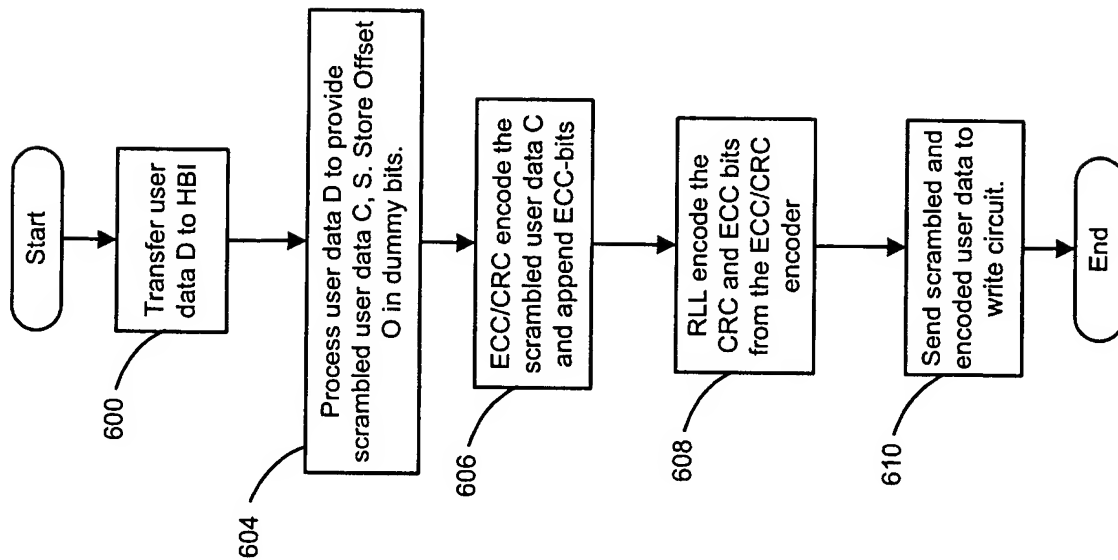 Start
600
Transfer user
data D to HBI
604
Process user data D to provide
scrambled user data C, S. Store Offset
O in dummy bits.
606
ECC/CRC encode the
scrambled user data C
and append ECC-bits
608
RLL encode the
CRC and ECC bits
from the ECC/CRC
encoder
610
Send scrambled and
encoded user data to
write circuit.
End